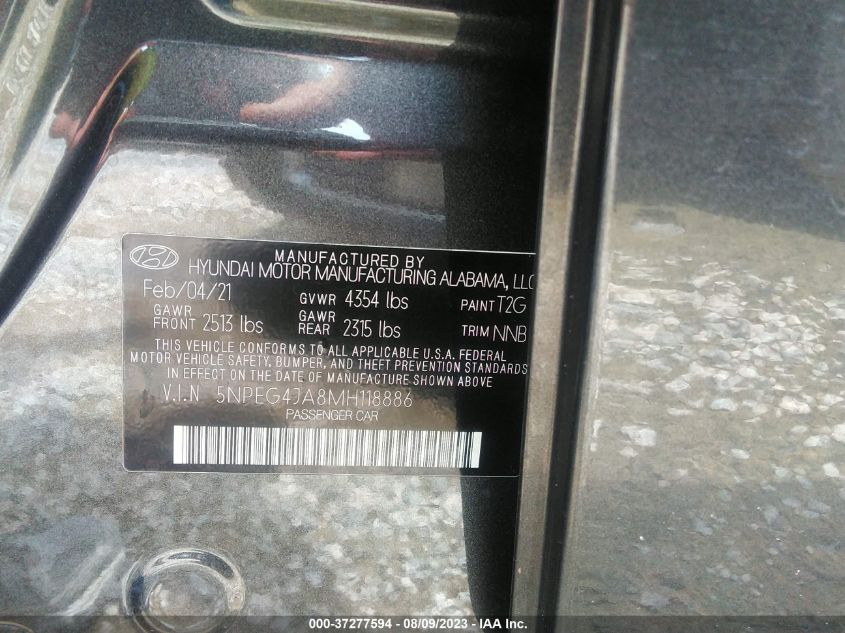 MANUFACTURED BY
HYUNDAI MOTOR MANUFACTURING ALABAMA, LLC
Feb/04/21 GVWR 4354 lbs PAINT T2G
GAWR FRONT 2513 lbs GAWR REAR 2315 lbs TRIM NNB
THIS VEHICLE CONFORMS TO ALL APPLICABLE U.S.A. FEDERAL
MOTOR VEHICLE SAFETY, BUMPER, AND THEFT PREVENTION STANDARDS
IN EFFECT ON THE DATE OF MANUFACTURE SHOWN ABOVE
V.I.N 5NPEG4JA8MH118886
PASSENGER CAR
000-37277594 - 08/09/2023 - IAA Inc.